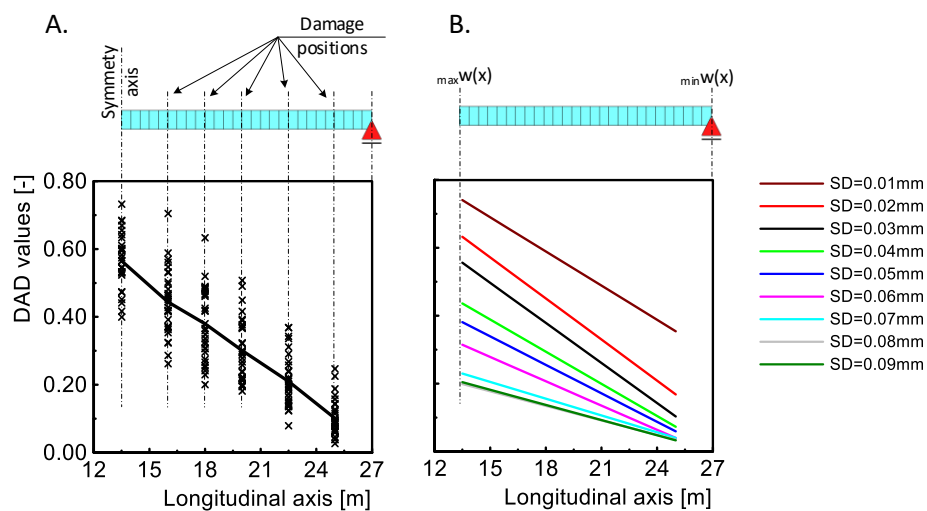 A.
Damage
positions
Symmety
axis
0.80
0.60
0.40
0.20
0.00
DAD values [-]
12 15 18 21 24 27
Longitudinal axis [m]
B.
maxw(x)
minw(x)
12 15 18 21 24 27
Longitudinal axis [m]
SD=0.01mm
SD=0.02mm
SD=0.03mm
SD=0.04mm
SD=0.05mm
SD=0.06mm
SD=0.07mm
SD=0.08mm
SD=0.09mm